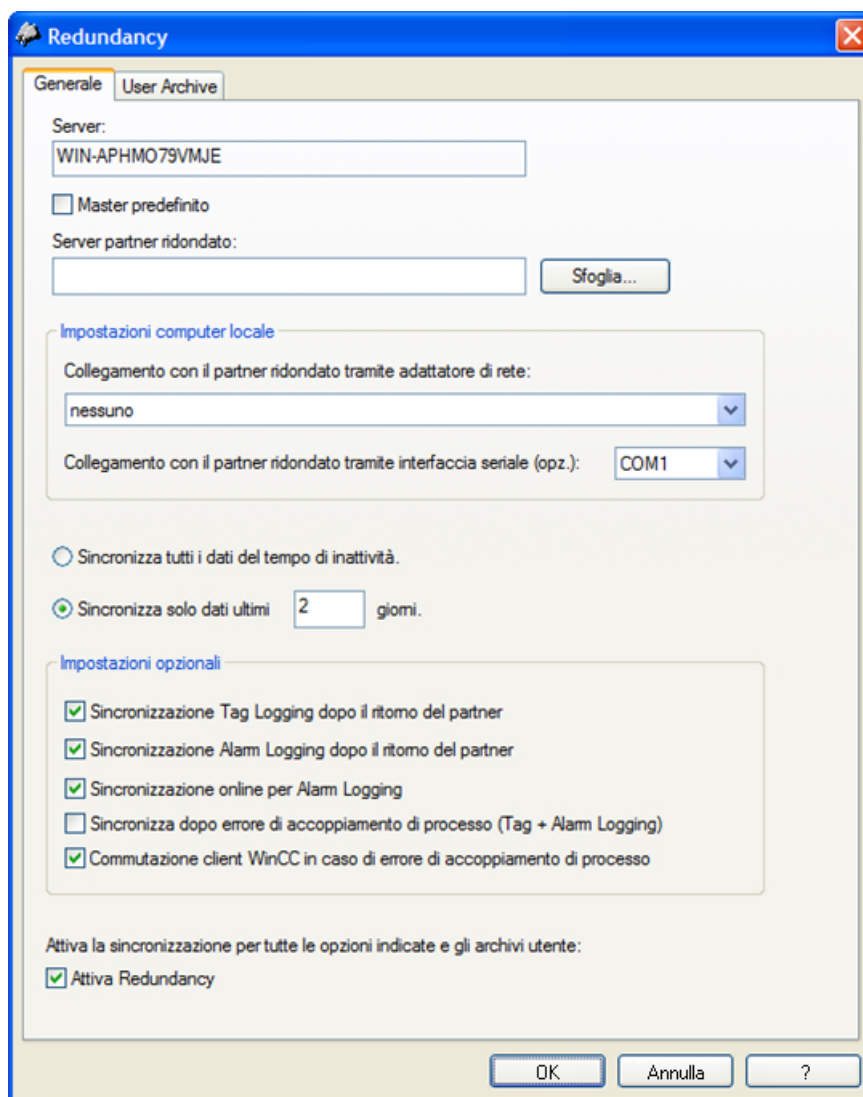 Redundancy
Generale User Archive
Server:
WIN-APHMO79VMJE
Master predefinito
Server partner ridondato:
Sfoglia...
Impostazioni computer locale
Collegamento con il partner ridondato tramite adattatore di rete:
nessuno
Collegamento con il partner ridondato tramite interfaccia seriale (opz.): COM1
Sincronizza tutti i dati del tempo di inattività.
Sincronizza solo dati ultimi 2 giorni.
Impostazioni opzionali
Sincronizzazione Tag Logging dopo il ritorno del partner
Sincronizzazione Alarm Logging dopo il ritorno del partner
Sincronizzazione online per Alarm Logging
Sincronizza dopo errore di accoppiamento di processo (Tag + Alarm Logging)
Commutazione client WinCC in caso di errore di accoppiamento di processo
Attiva la sincronizzazione per tutte le opzioni indicate e gli archivi utente:
Attiva Redundancy
OK Annulla ?